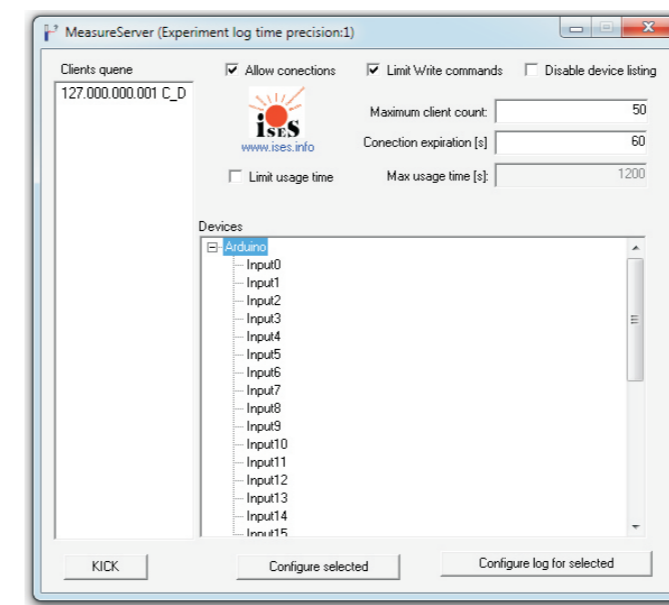 MeasureServer (Experiment log time precision:1)
Clients quene
127.000.000.001 C_D
Allow conections
Limit Write commands
Disable device listing
ISES
www.ises.info
Maximum client count: 50
Conection expiration [s] 60
Limit usage time
Max usage time [s]: 1200
Devices
Arduino
Input0
Input1
Input2
Input3
Input4
Input5
Input6
Input7
Input8
Input9
Input10
Input11
Input12
Input13
Input14
Input15
KICK
Configure selected
Configure log for selected